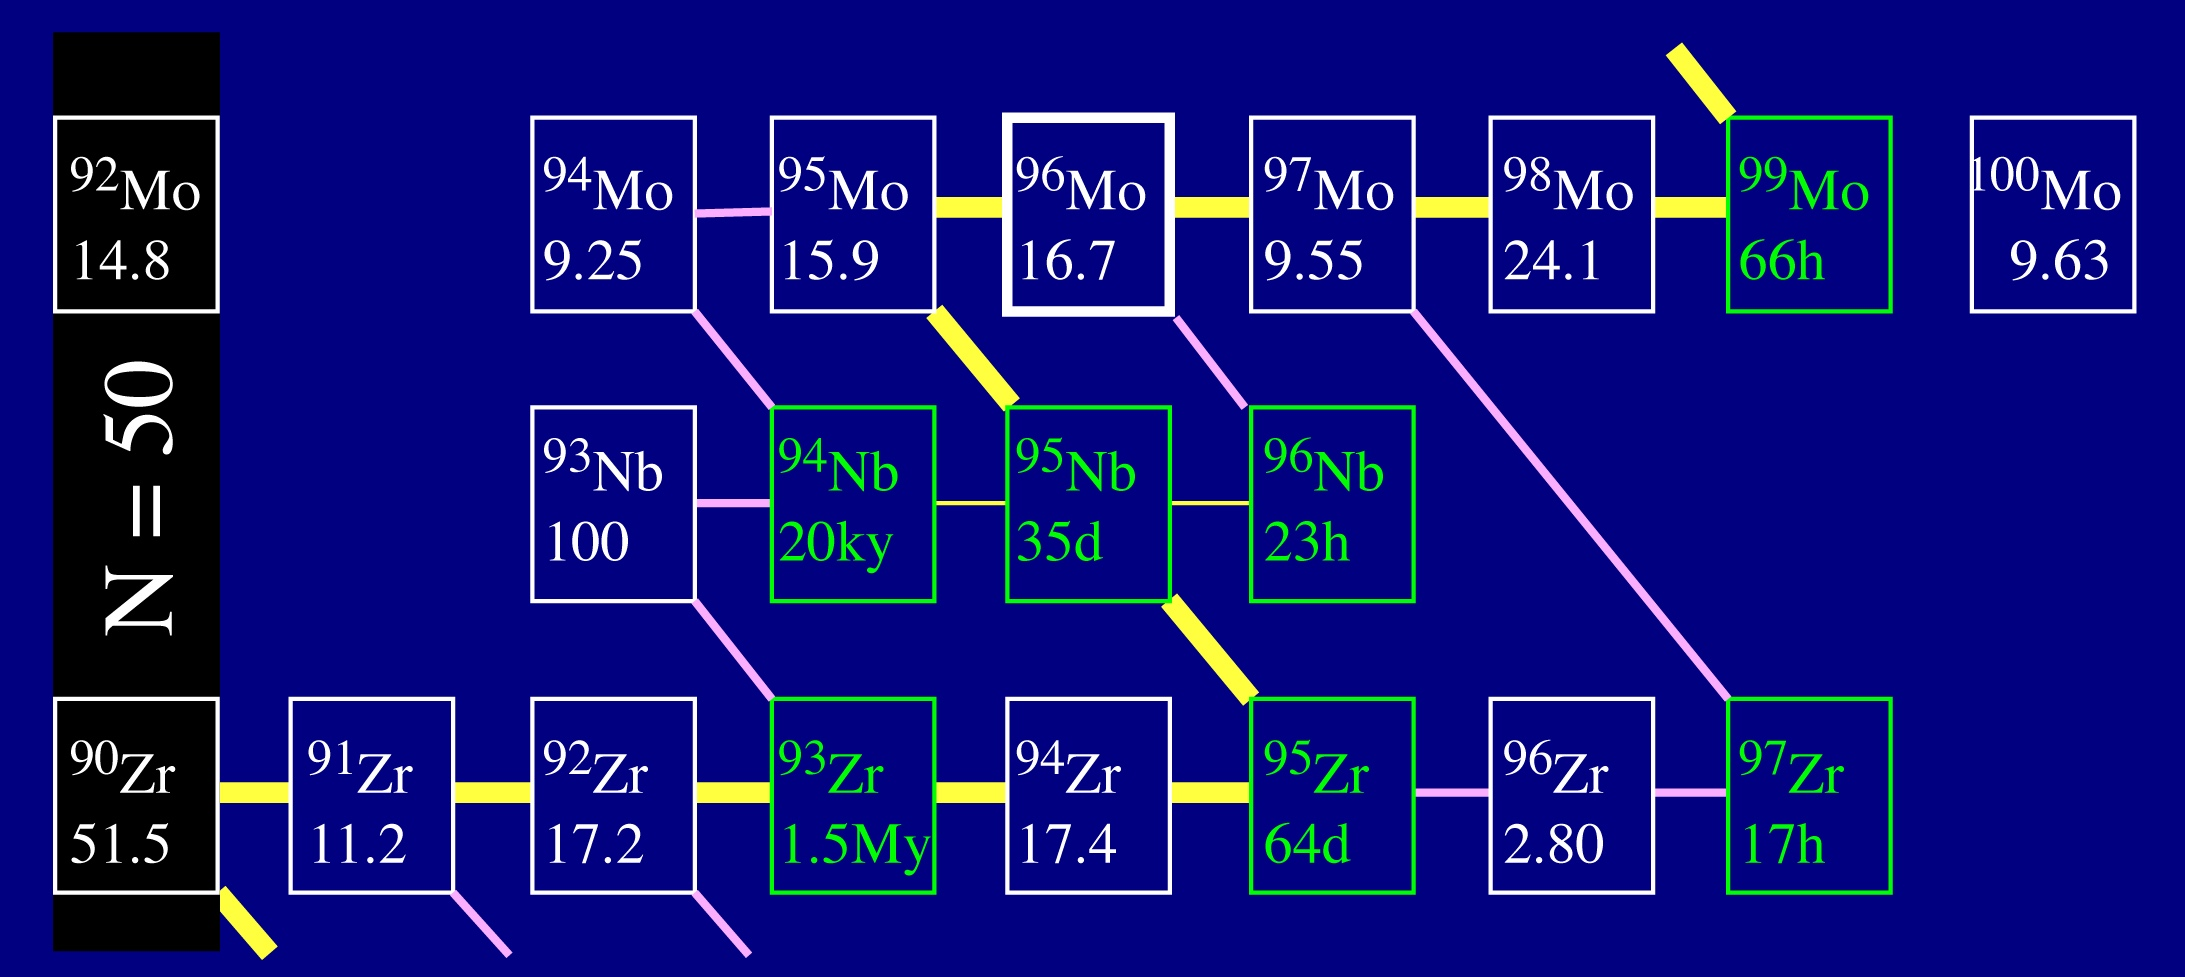 ⁹²Mo
14.8
⁹⁴Mo
9.25
⁹⁵Mo
15.9
⁹⁶Mo
16.7
⁹⁷Mo
9.55
⁹⁸Mo
24.1
⁹⁹Mo
66h
¹⁰⁰Mo
9.63
N = 50
⁹³Nb
100
⁹⁴Nb
20ky
⁹⁵Nb
35d
⁹⁶Nb
23h
⁹⁰Zr
51.5
⁹¹Zr
11.2
⁹²Zr
17.2
⁹³Zr
1.5My
⁹⁴Zr
17.4
⁹⁵Zr
64d
⁹⁶Zr
2.80
⁹⁷Zr
17h